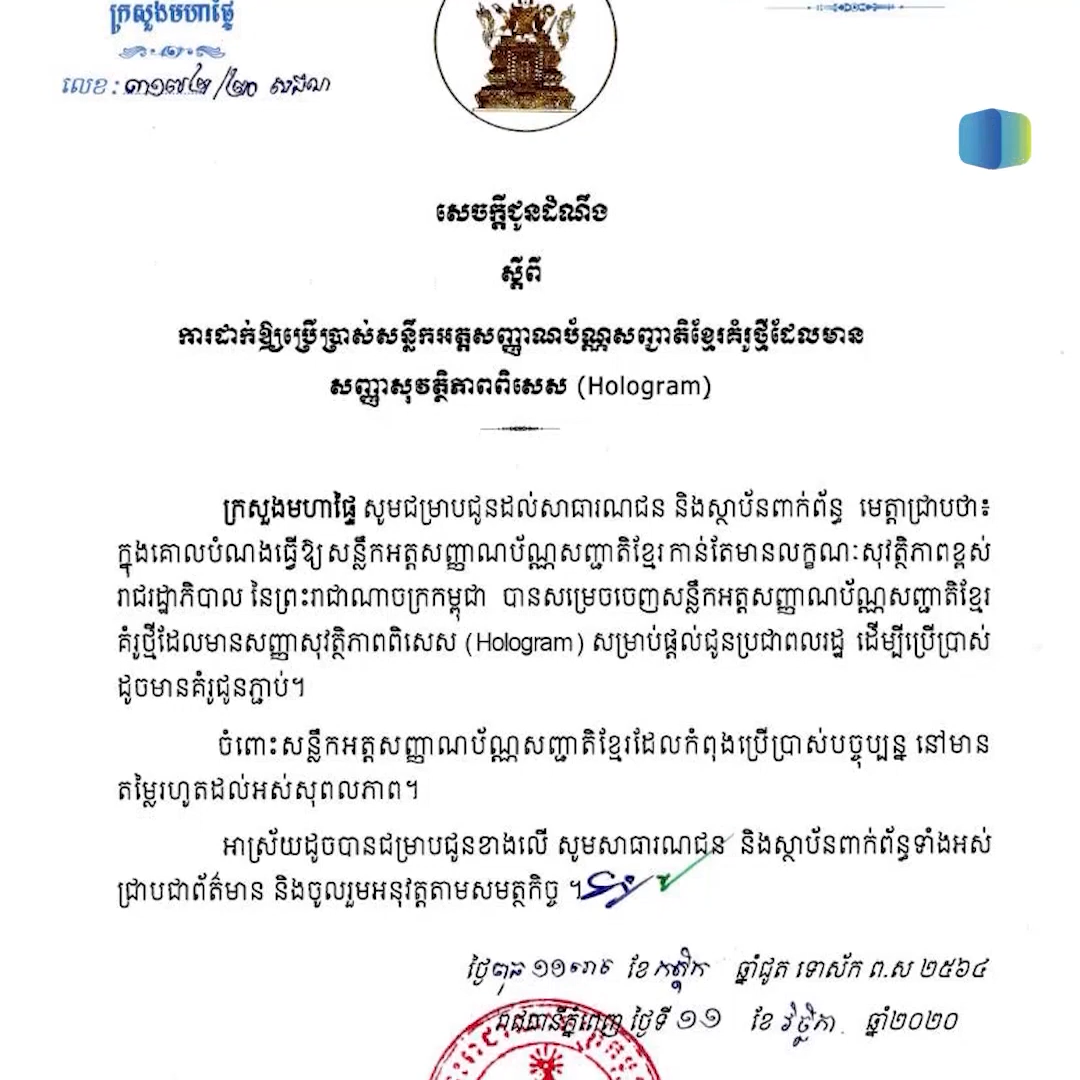 ក្រសួងមហាផ្ទៃ
លេខ: ៣១៧២/២០ សជណ
សេចក្តីជូនដំណឹង
ស្តីពី
ការដាក់ឱ្យប្រើប្រាស់សន្លឹកអត្តសញ្ញាណប័ណ្ណសញ្ជាតិខ្មែរគំរូថ្មីដែលមាន
សញ្ញាសុវត្ថិភាពពិសេស (Hologram)
ក្រសួងមហាផ្ទៃ សូមជម្រាបជូនដល់សាធារណជន និងស្ថាប័នពាក់ព័ន្ធ មេត្តាជ្រាបថា៖
ក្នុងគោលបំណងធ្វើឱ្យសន្លឹកអត្តសញ្ញាណប័ណ្ណសញ្ជាតិខ្មែរ កាន់តែមានលក្ខណៈសុវត្ថិភាពខ្ពស់
រាជរដ្ឋាភិបាល នៃព្រះរាជាណាចក្រកម្ពុជា បានសម្រេចចេញសន្លឹកអត្តសញ្ញាណប័ណ្ណសញ្ជាតិខ្មែរ
គំរូថ្មីដែលមានសញ្ញាសុវត្ថិភាពពិសេស (Hologram) សម្រាប់ផ្តល់ជូនប្រជាពលរដ្ឋ ដើម្បីប្រើប្រាស់
ដូចមានគំរូជូនភ្ជាប់។
ចំពោះសន្លឹកអត្តសញ្ញាណប័ណ្ណសញ្ជាតិខ្មែរដែលកំពុងប្រើប្រាស់បច្ចុប្បន្ន នៅមាន
តម្លៃរហូតដល់អស់សុពលភាព។
អាស្រ័យដូចបានជម្រាបជូនខាងលើ សូមសាធារណជន និងស្ថាប័នពាក់ព័ន្ធទាំងអស់
ជ្រាបជាព័ត៌មាន និងចូលរួមអនុវត្តតាមសមត្ថកិច្ច ។
ថ្ងៃពុធ ១១រោច ខែកត្តិក ឆ្នាំជូត ទោស័ក ព.ស ២៥៦៤
រាជធានីភ្នំពេញ ថ្ងៃទី ១១ ខែ វិច្ឆិកា ឆ្នាំ២០២០